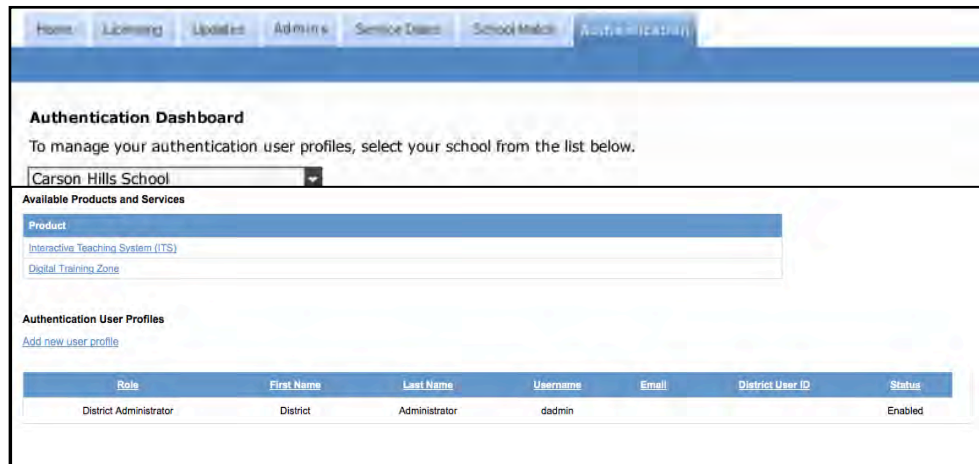 Home Licensing Updates Admins Service Dates School Match Authentication
Authentication Dashboard
To manage your authentication user profiles, select your school from the list below.
Carson Hills School
Available Products and Services
Product
Interactive Teaching System (ITS)
Digital Training Zone
Authentication User Profiles
Add new user profile
Role First Name Last Name Username Email District User ID Status
District Administrator District Administrator dadmin Enabled